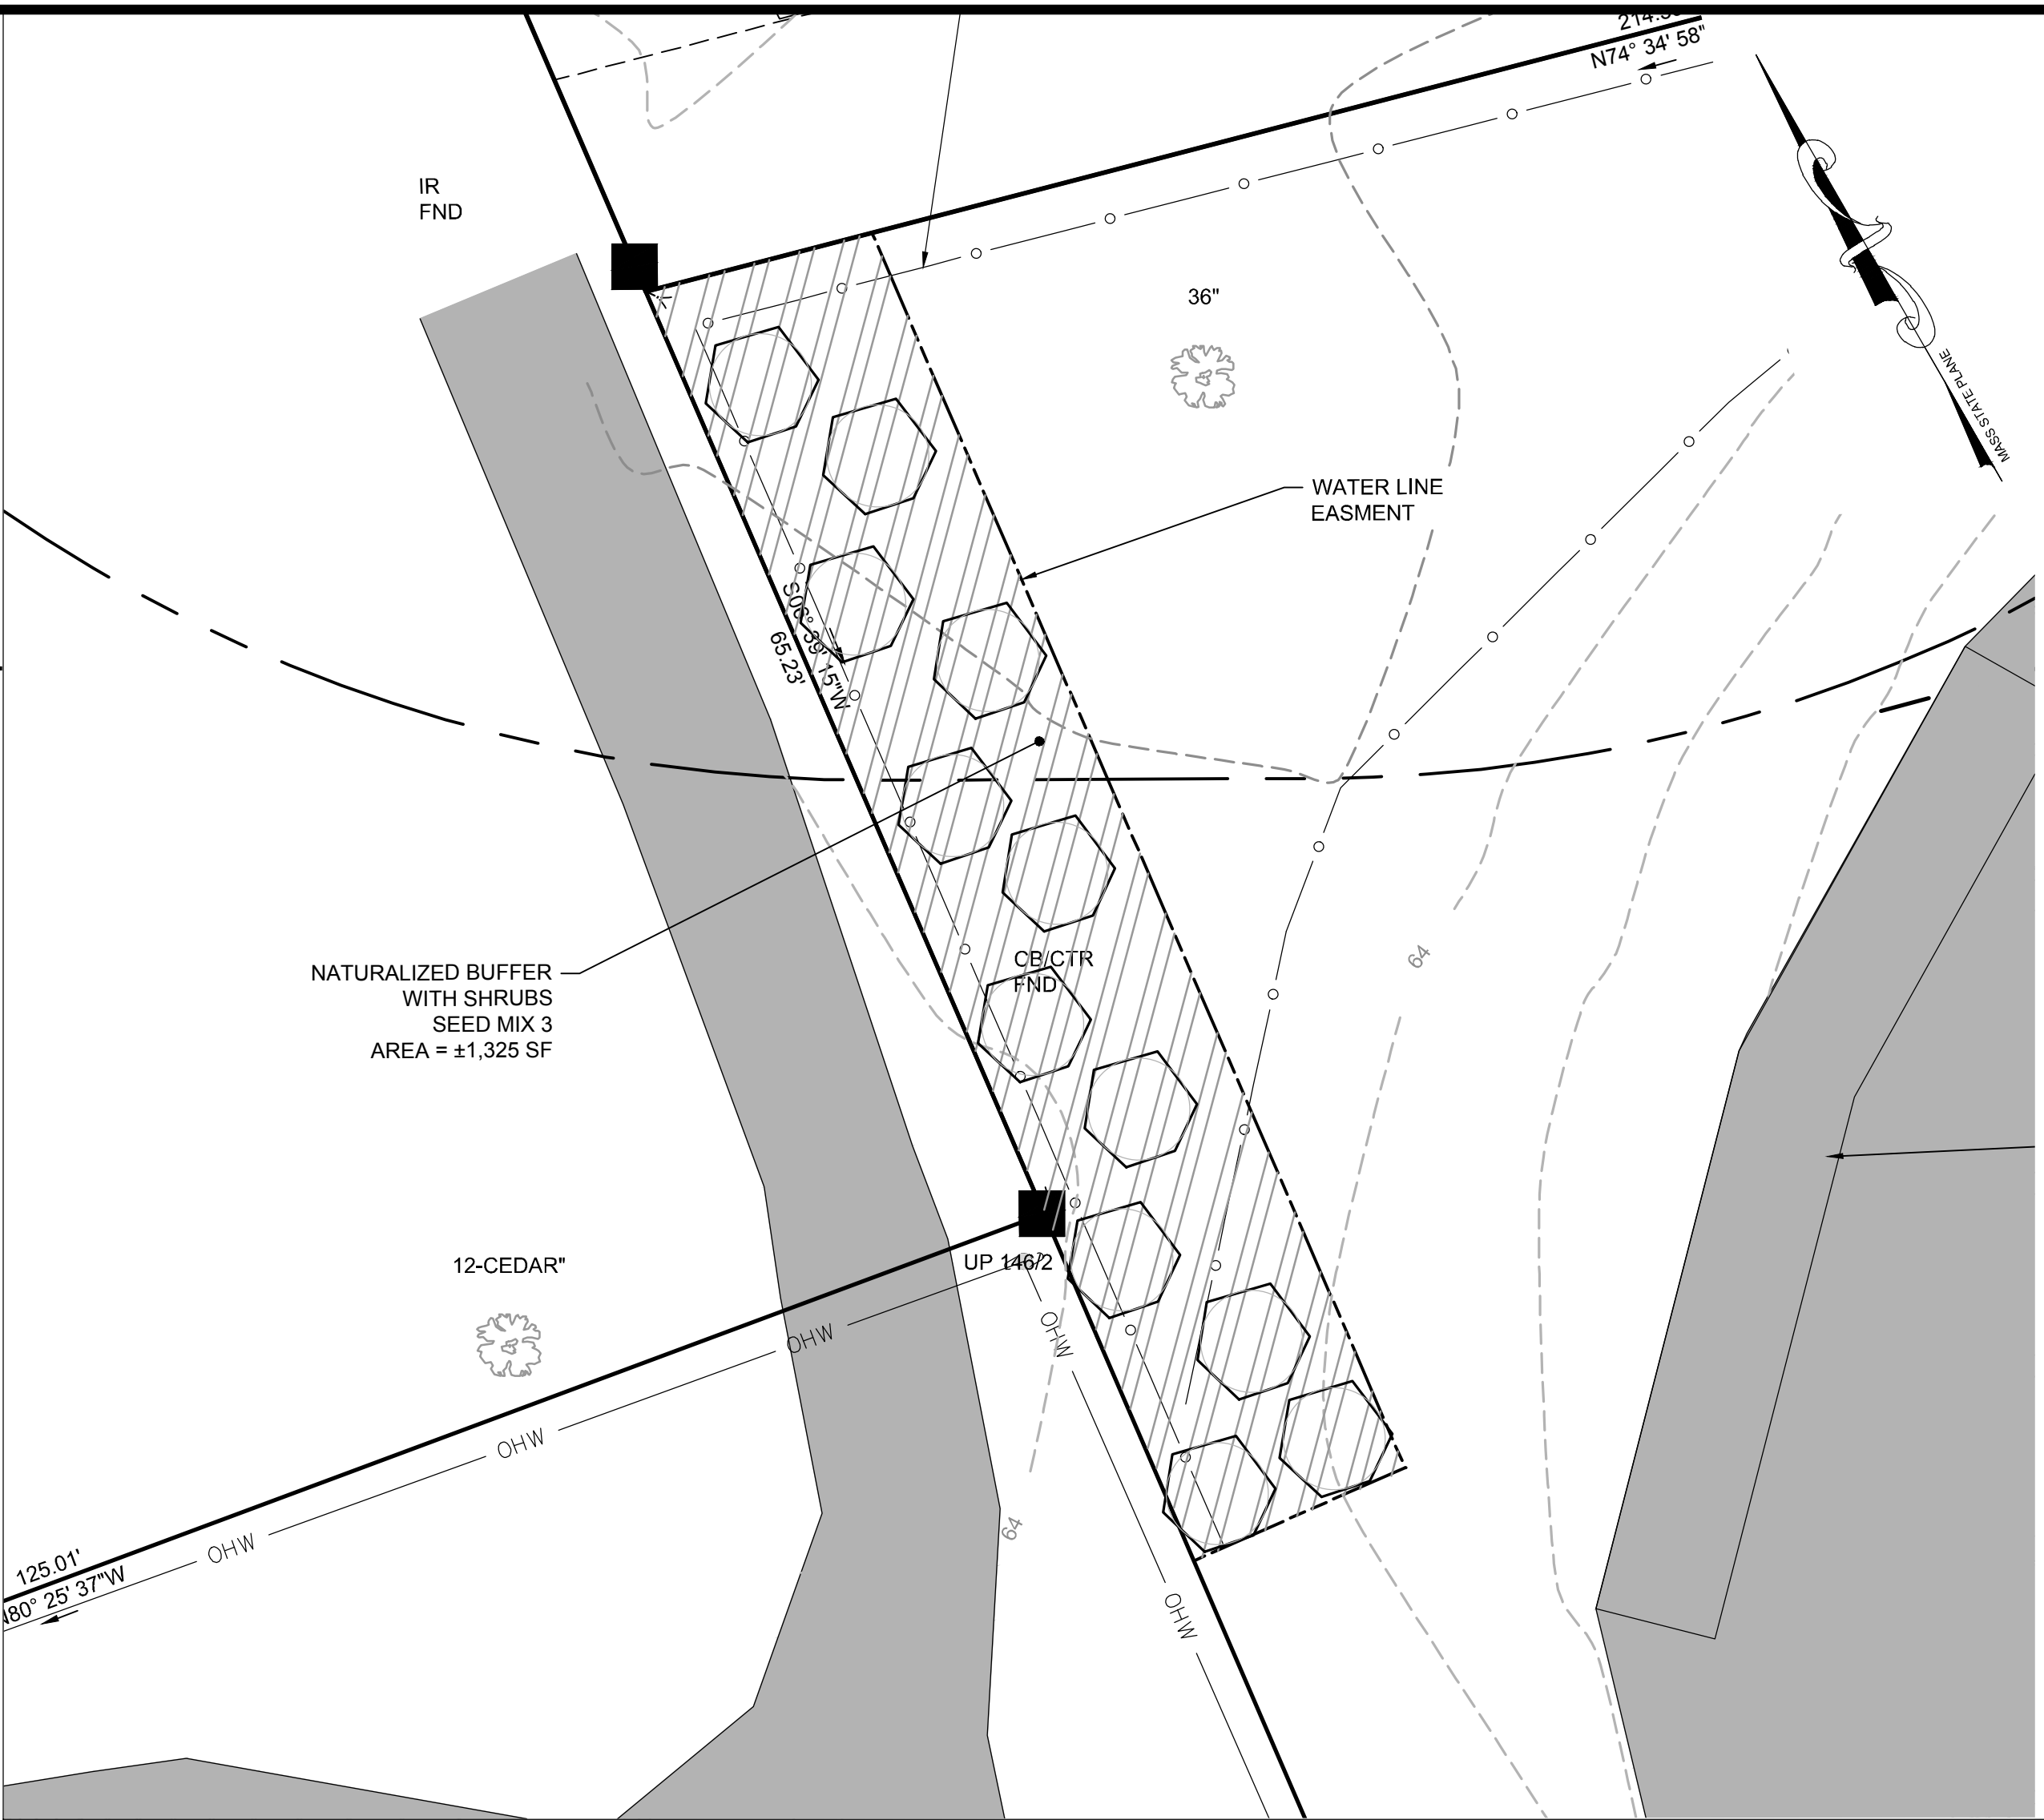 N74° 34' 58"
IR
FND
36"
MASS STATE PLANE
WATER LINE
EASMENT
S06° 39' 15"W
65.23'
NATURALIZED BUFFER
WITH SHRUBS
SEED MIX 3
AREA = ±1,325 SF
CB/CTR
FND
64
12-CEDAR"
UP 146/2
OHW
OHW
OHW
OHW
OHW
64
125.01'
N80° 25' 37"W